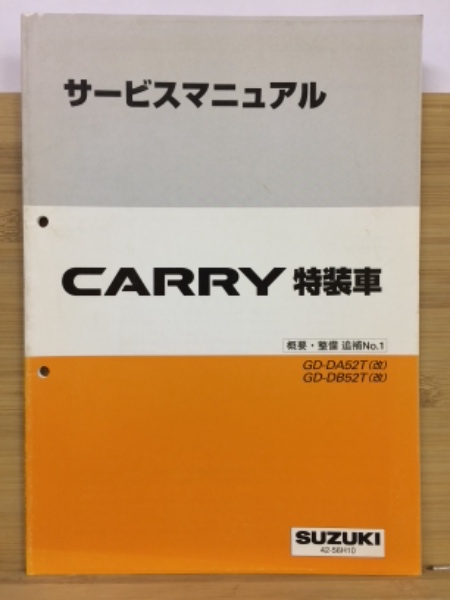 サービスマニュアル
CARRY 特装車
概要・整備 追補No.1
GD-DA52T(改)
GD-DB52T(改)
SUZUKI
42-56H10